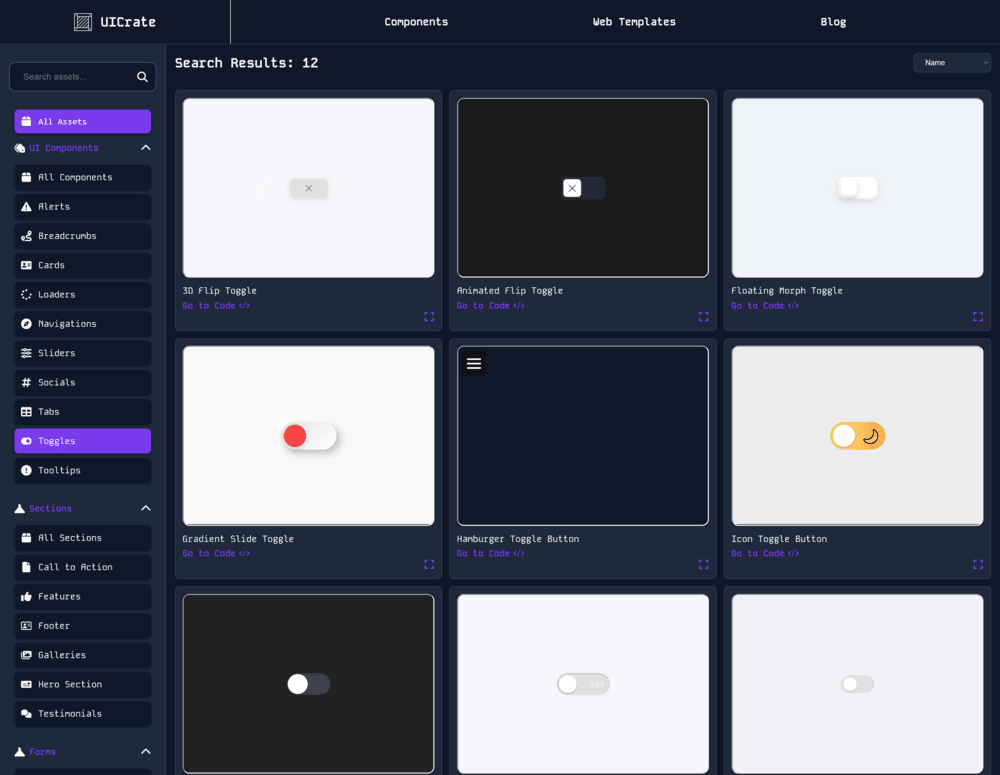 UICrate
Components
Web Templates
Blog
Search assets...
All Assets
UI Components
All Components
Alerts
Breadcrumbs
Cards
Loaders
Navigations
Sliders
Socials
Tabs
Toggles
Tooltips
Sections
All Sections
Call to Action
Features
Footer
Galleries
Hero Section
Testimonials
Forms
Search Results: 12
Name
3D Flip Toggle
Go to Code </>
Animated Flip Toggle
Go to Code </>
Floating Morph Toggle
Go to Code </>
Gradient Slide Toggle
Go to Code </>
Hamburger Toggle Button
Go to Code </>
Icon Toggle Button
Go to Code </>
OFF